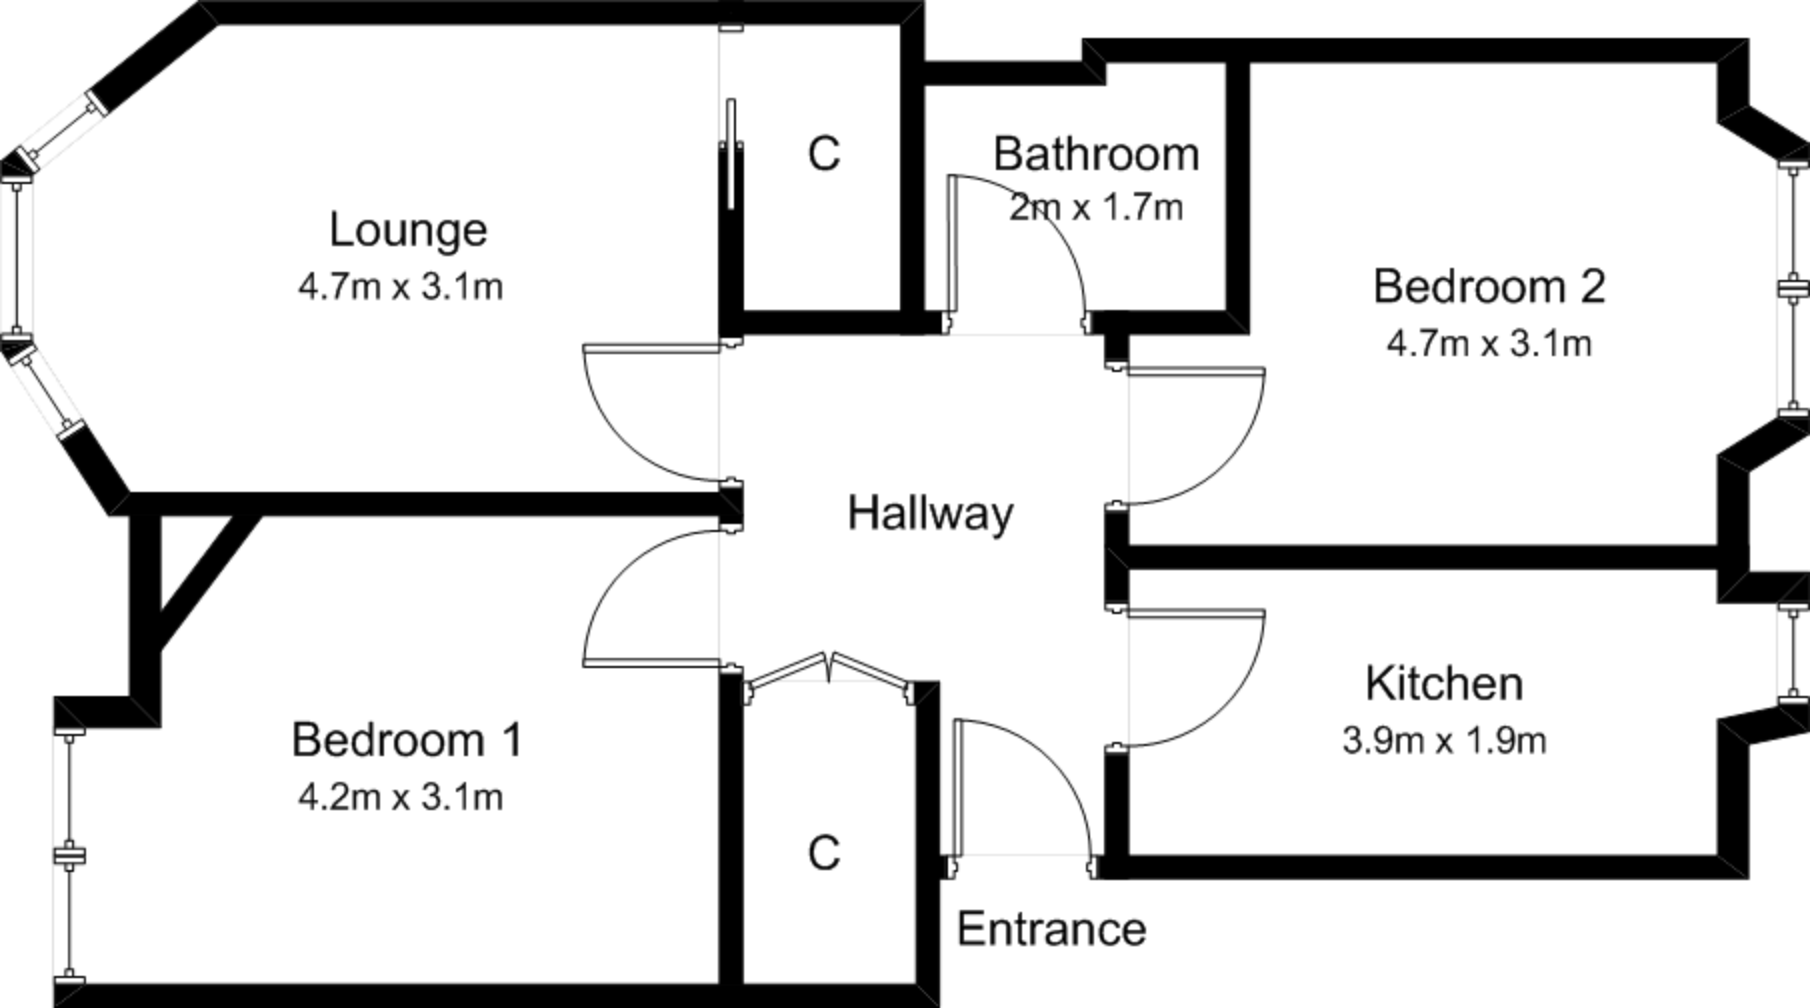 C
Bathroom
2m x 1.7m
Lounge
4.7m x 3.1m
Bedroom 2
4.7m x 3.1m
Hallway
Kitchen
3.9m x 1.9m
Bedroom 1
4.2m x 3.1m
C
Entrance